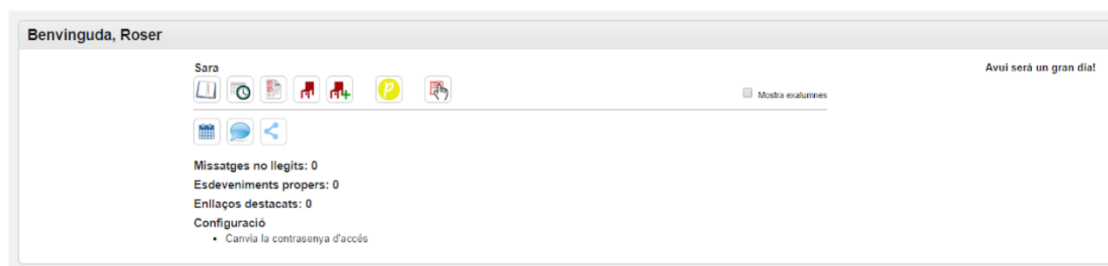 Benvinguda, Roser
Sara
Avui serà un gran dia!
Mostra exalumnes
Missatges no llegits: 0
Esdeveniments propers: 0
Enllaços destacats: 0
Configuració
Canvia la contrasenya d'accés